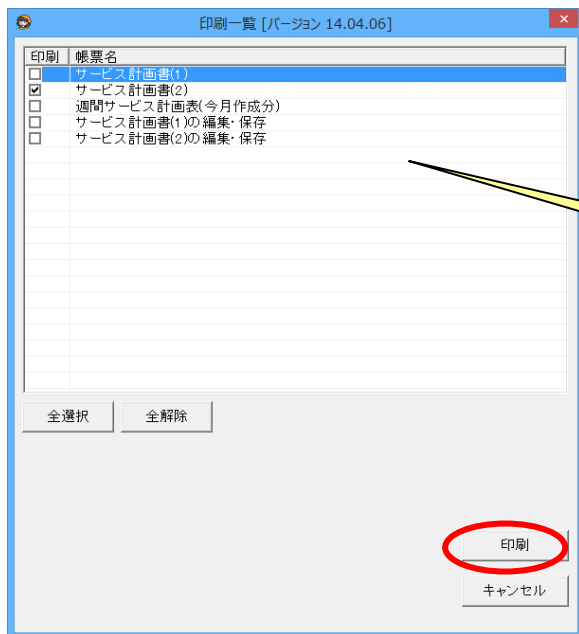 印刷一覧 [バージョン 14.04.06]
印刷 帳票名
サービス計画書(1)
サービス計画書(2)
週間サービス計画表(今月作成分)
サービス計画書(1)の編集・保存
サービス計画書(2)の編集・保存
全選択 全解除
印刷
キャンセル